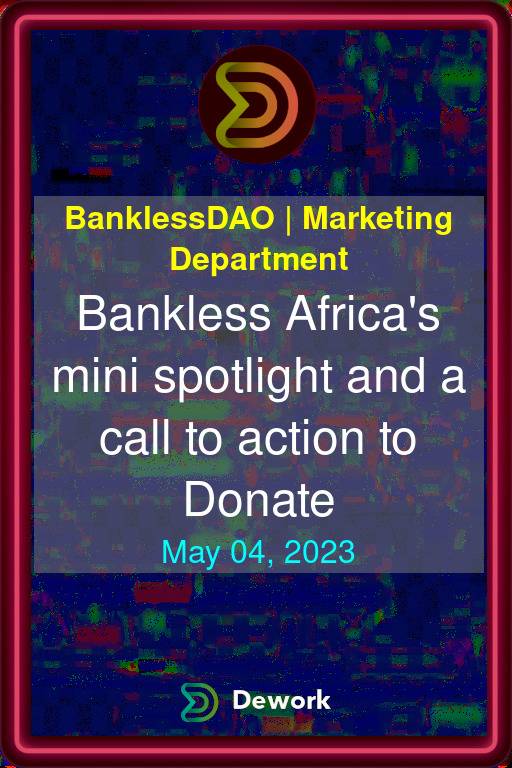 BanklessDAO | Marketing
Department
Bankless Africa's
mini spotlight and a
call to action to
Donate
May 04, 2023
Dework